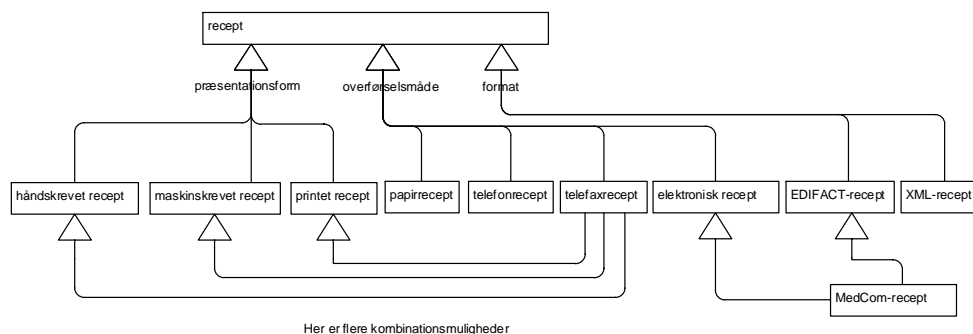 recept
præsentationsform
overførselsmåde
format
håndskrevet recept
maskinskrevet recept
printet recept
papirrecept
telefonrecept
telefaxrecept
elektronisk recept
EDIFACT-recept
XML-recept
MedCom-recept
Her er flere kombinationsmuligheder